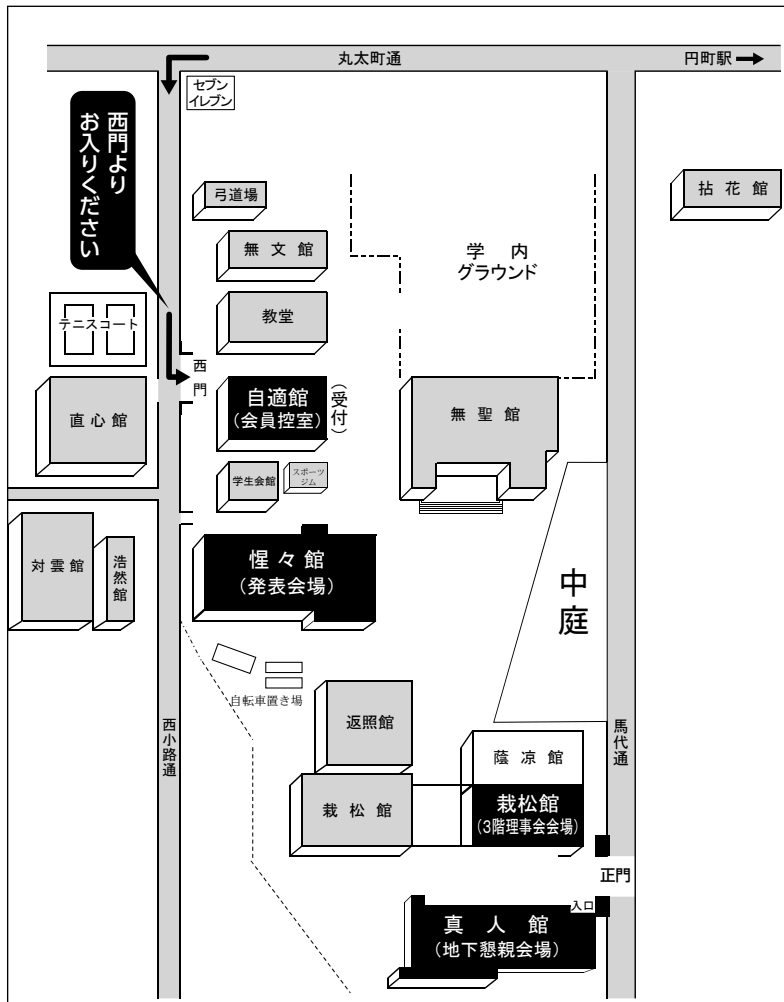 丸太町通
円町駅
セブン
イレブン
西門より
お入りください
弓道場
拈花館
無文館
学内
グラウンド
教堂
テニスコート
西門
直心館
自適館
(会員控室)
(受付)
無聖館
学生会館
スポーツ
ジム
対雲館
浩然館
惺々館
(発表会場)
中庭
自転車置き場
返照館
西小路通
馬代通
蔭凉館
栽松館
栽松館
(3階理事会会場)
正門
入口
真人館
(地下懇親会場)